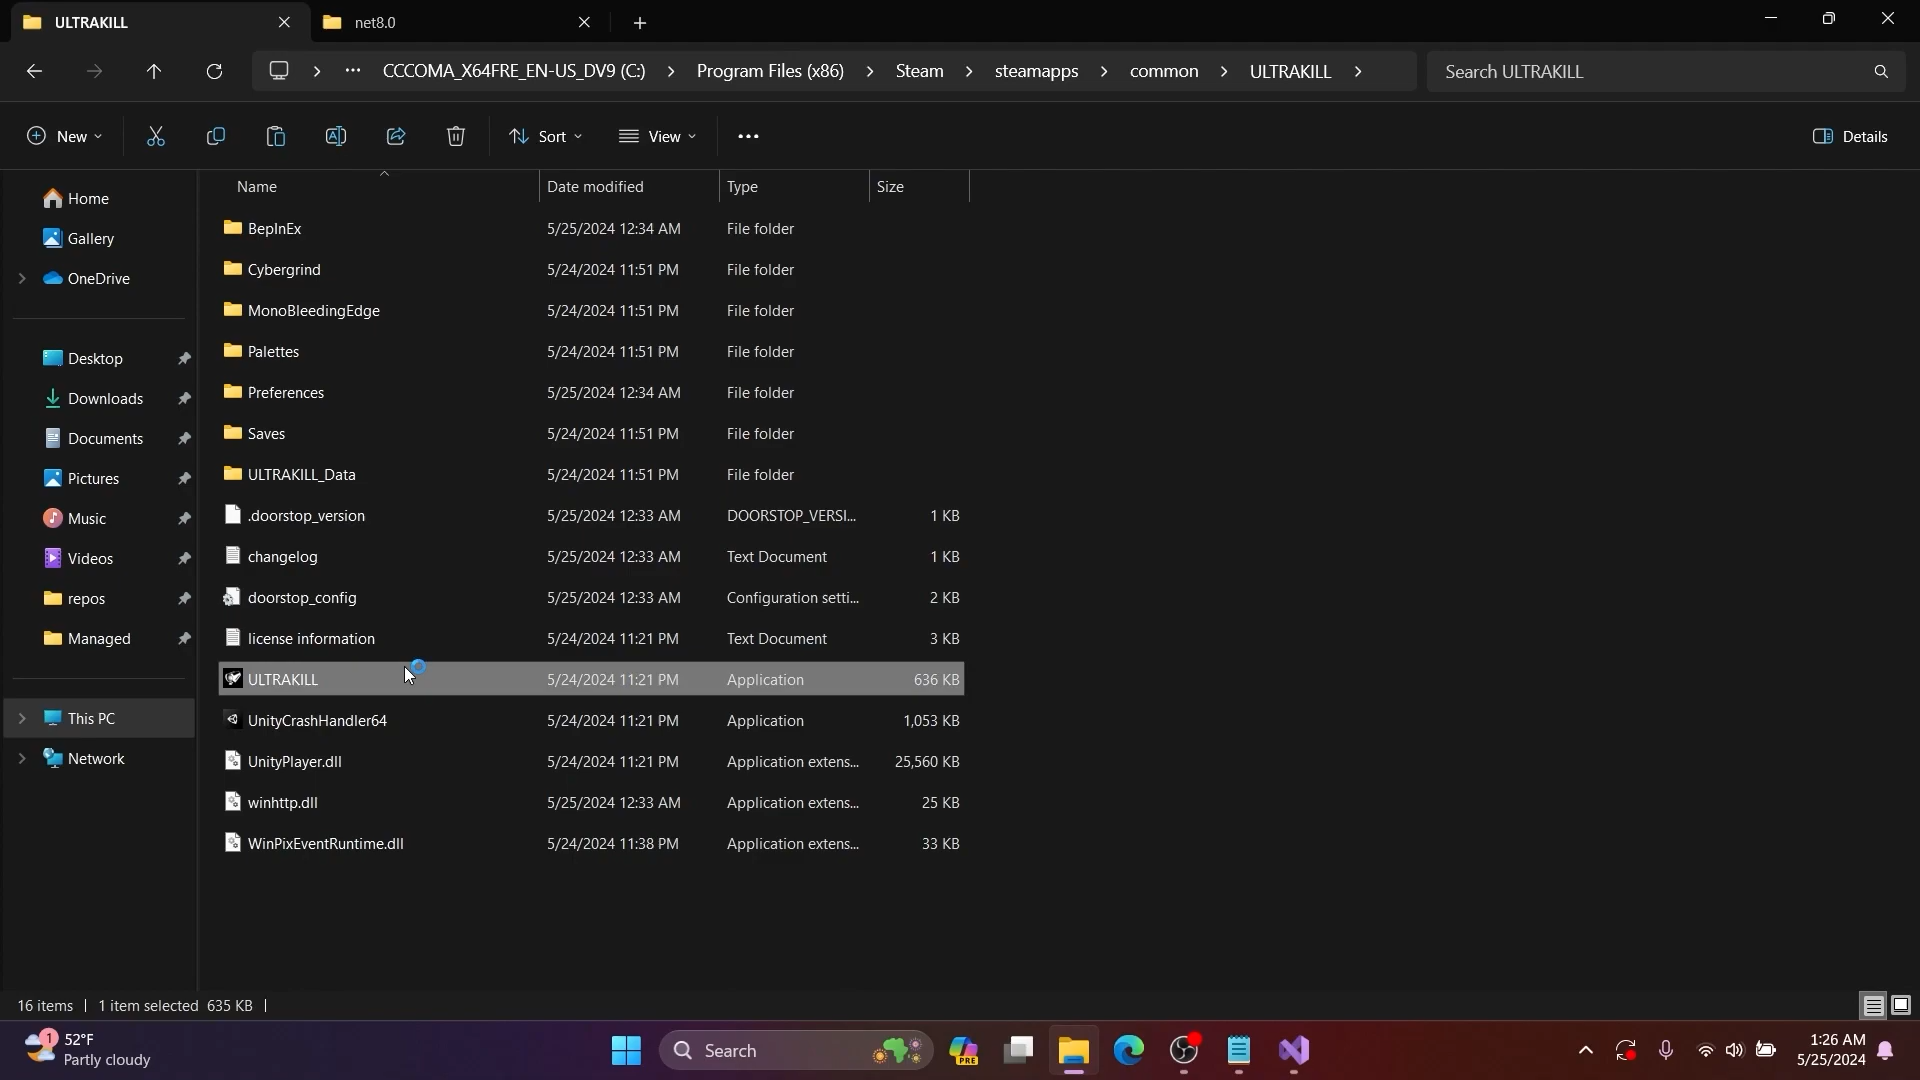 ULTRAKILL
net8.0
CCCOMA_X64FRE_EN-US_DV9 (C:) Program Files (x86) Steam steamapps common ULTRAKILL
Search ULTRAKILL
New
Sort
View
Details
Name Date modified Type Size
Home
Gallery
OneDrive
Desktop
Downloads
Documents
Pictures
Music
Videos
repos
Managed
This PC
Network
BepInEx 5/25/2024 12:34 AM File folder
Cybergrind 5/24/2024 11:51 PM File folder
MonoBleedingEdge 5/24/2024 11:51 PM File folder
Palettes 5/24/2024 11:51 PM File folder
Preferences 5/25/2024 12:34 AM File folder
Saves 5/24/2024 11:51 PM File folder
ULTRAKILL_Data 5/24/2024 11:51 PM File folder
.doorstop_version 5/25/2024 12:33 AM DOORSTOP_VERSI... 1 KB
changelog 5/25/2024 12:33 AM Text Document 1 KB
doorstop_config 5/25/2024 12:33 AM Configuration setti... 2 KB
license information 5/24/2024 11:21 PM Text Document 3 KB
ULTRAKILL 5/24/2024 11:21 PM Application 636 KB
UnityCrashHandler64 5/24/2024 11:21 PM Application 1,053 KB
UnityPlayer.dll 5/24/2024 11:21 PM Application extens... 25,560 KB
winhttp.dll 5/25/2024 12:33 AM Application extens... 25 KB
WinPixEventRuntime.dll 5/24/2024 11:38 PM Application extens... 33 KB
16 items 1 item selected 635 KB
1
52°F
Partly cloudy
Search
PRE
1:26 AM
5/25/2024